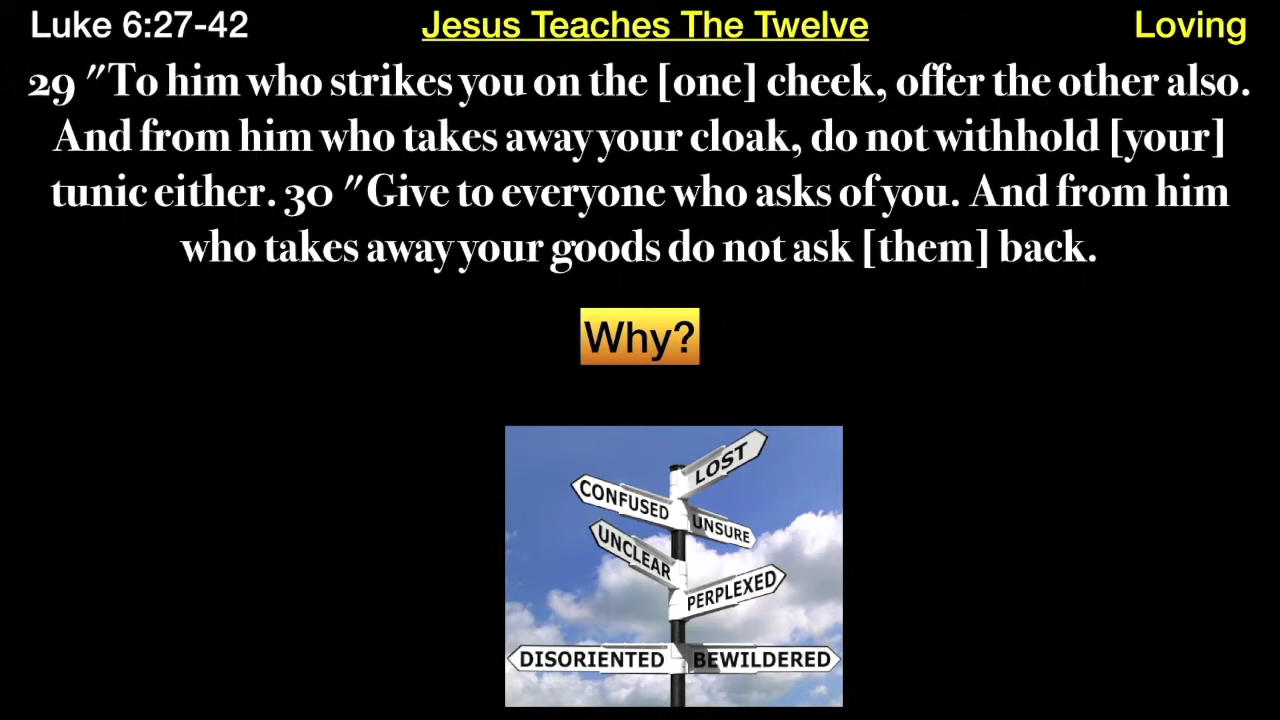 Luke 6:27-42 Jesus Teaches The Twelve Loving
29 "To him who strikes you on the [one] cheek, offer the other also.
And from him who takes away your cloak, do not withhold [your]
tunic either. 30 "Give to everyone who asks of you. And from him
who takes away your goods do not ask [them] back.
Why?
LOST
CONFUSED
UNSURE
UNCLEAR
PERPLEXED
DISORIENTED
BEWILDERED